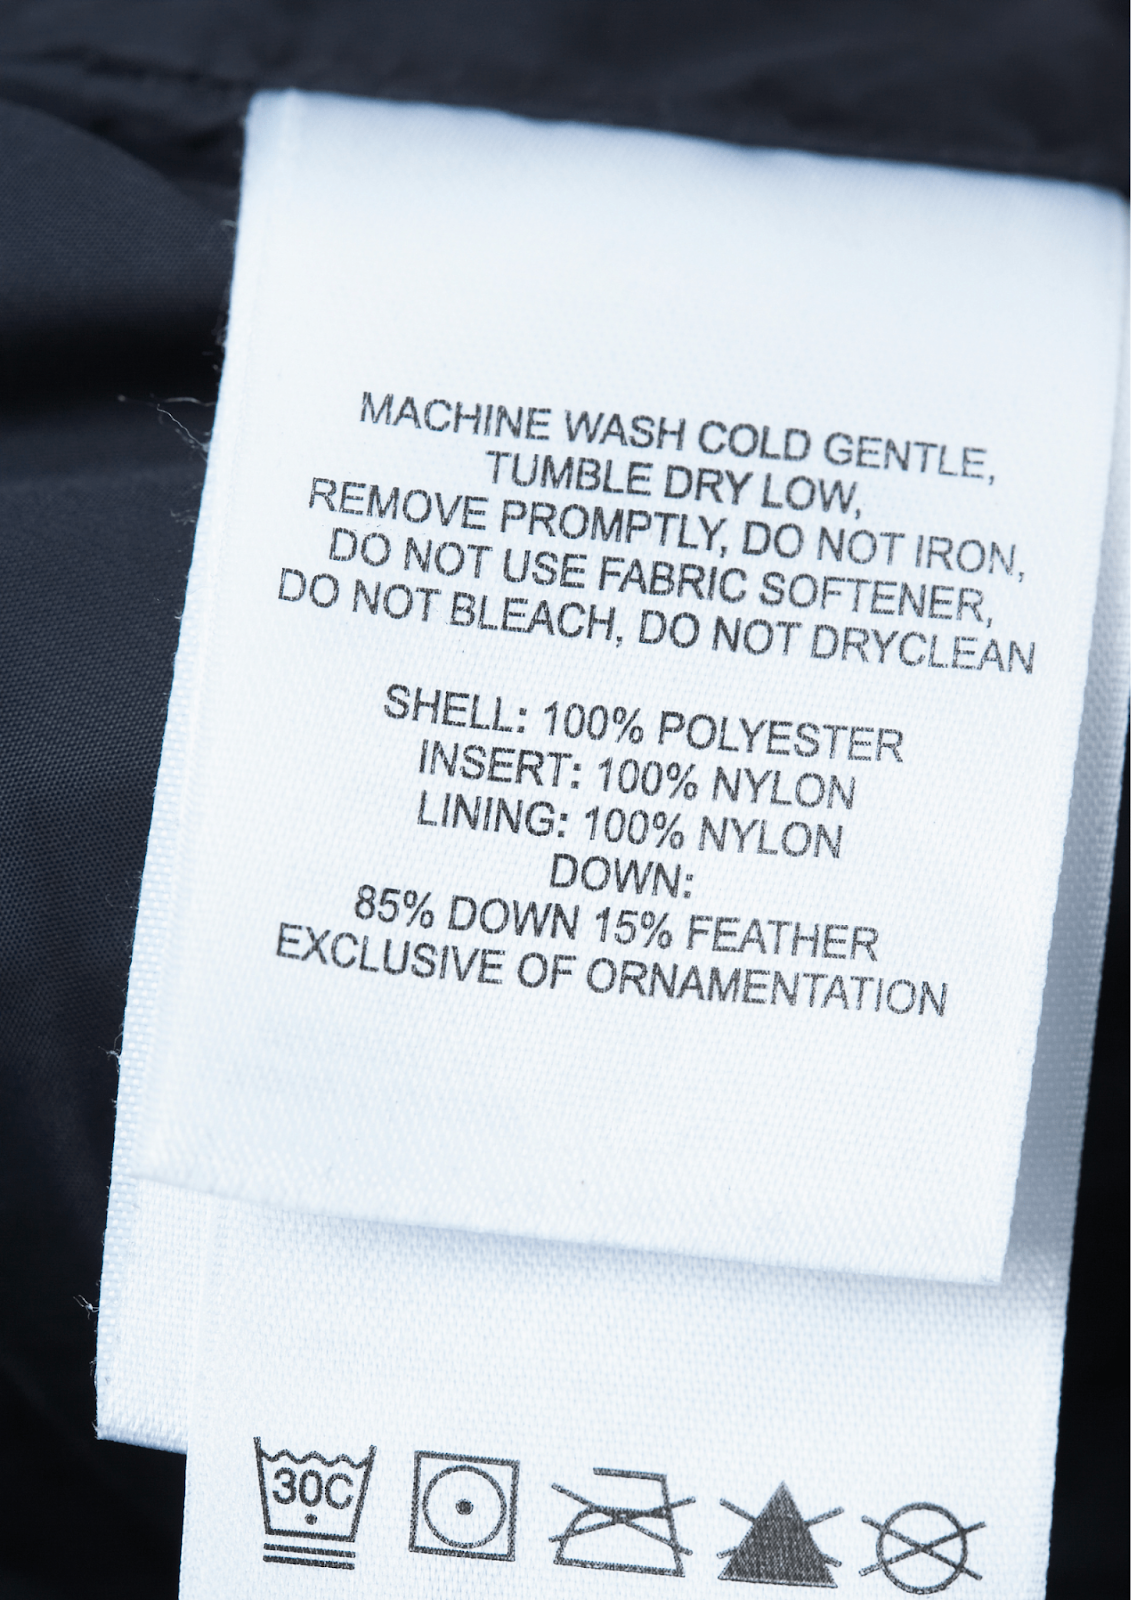 MACHINE WASH COLD GENTLE,
TUMBLE DRY LOW,
REMOVE PROMPTLY, DO NOT IRON,
DO NOT USE FABRIC SOFTENER,
DO NOT BLEACH, DO NOT DRYCLEAN
SHELL: 100% POLYESTER
INSERT: 100% NYLON
LINING: 100% NYLON
DOWN:
85% DOWN 15% FEATHER
EXCLUSIVE OF ORNAMENTATION
30C